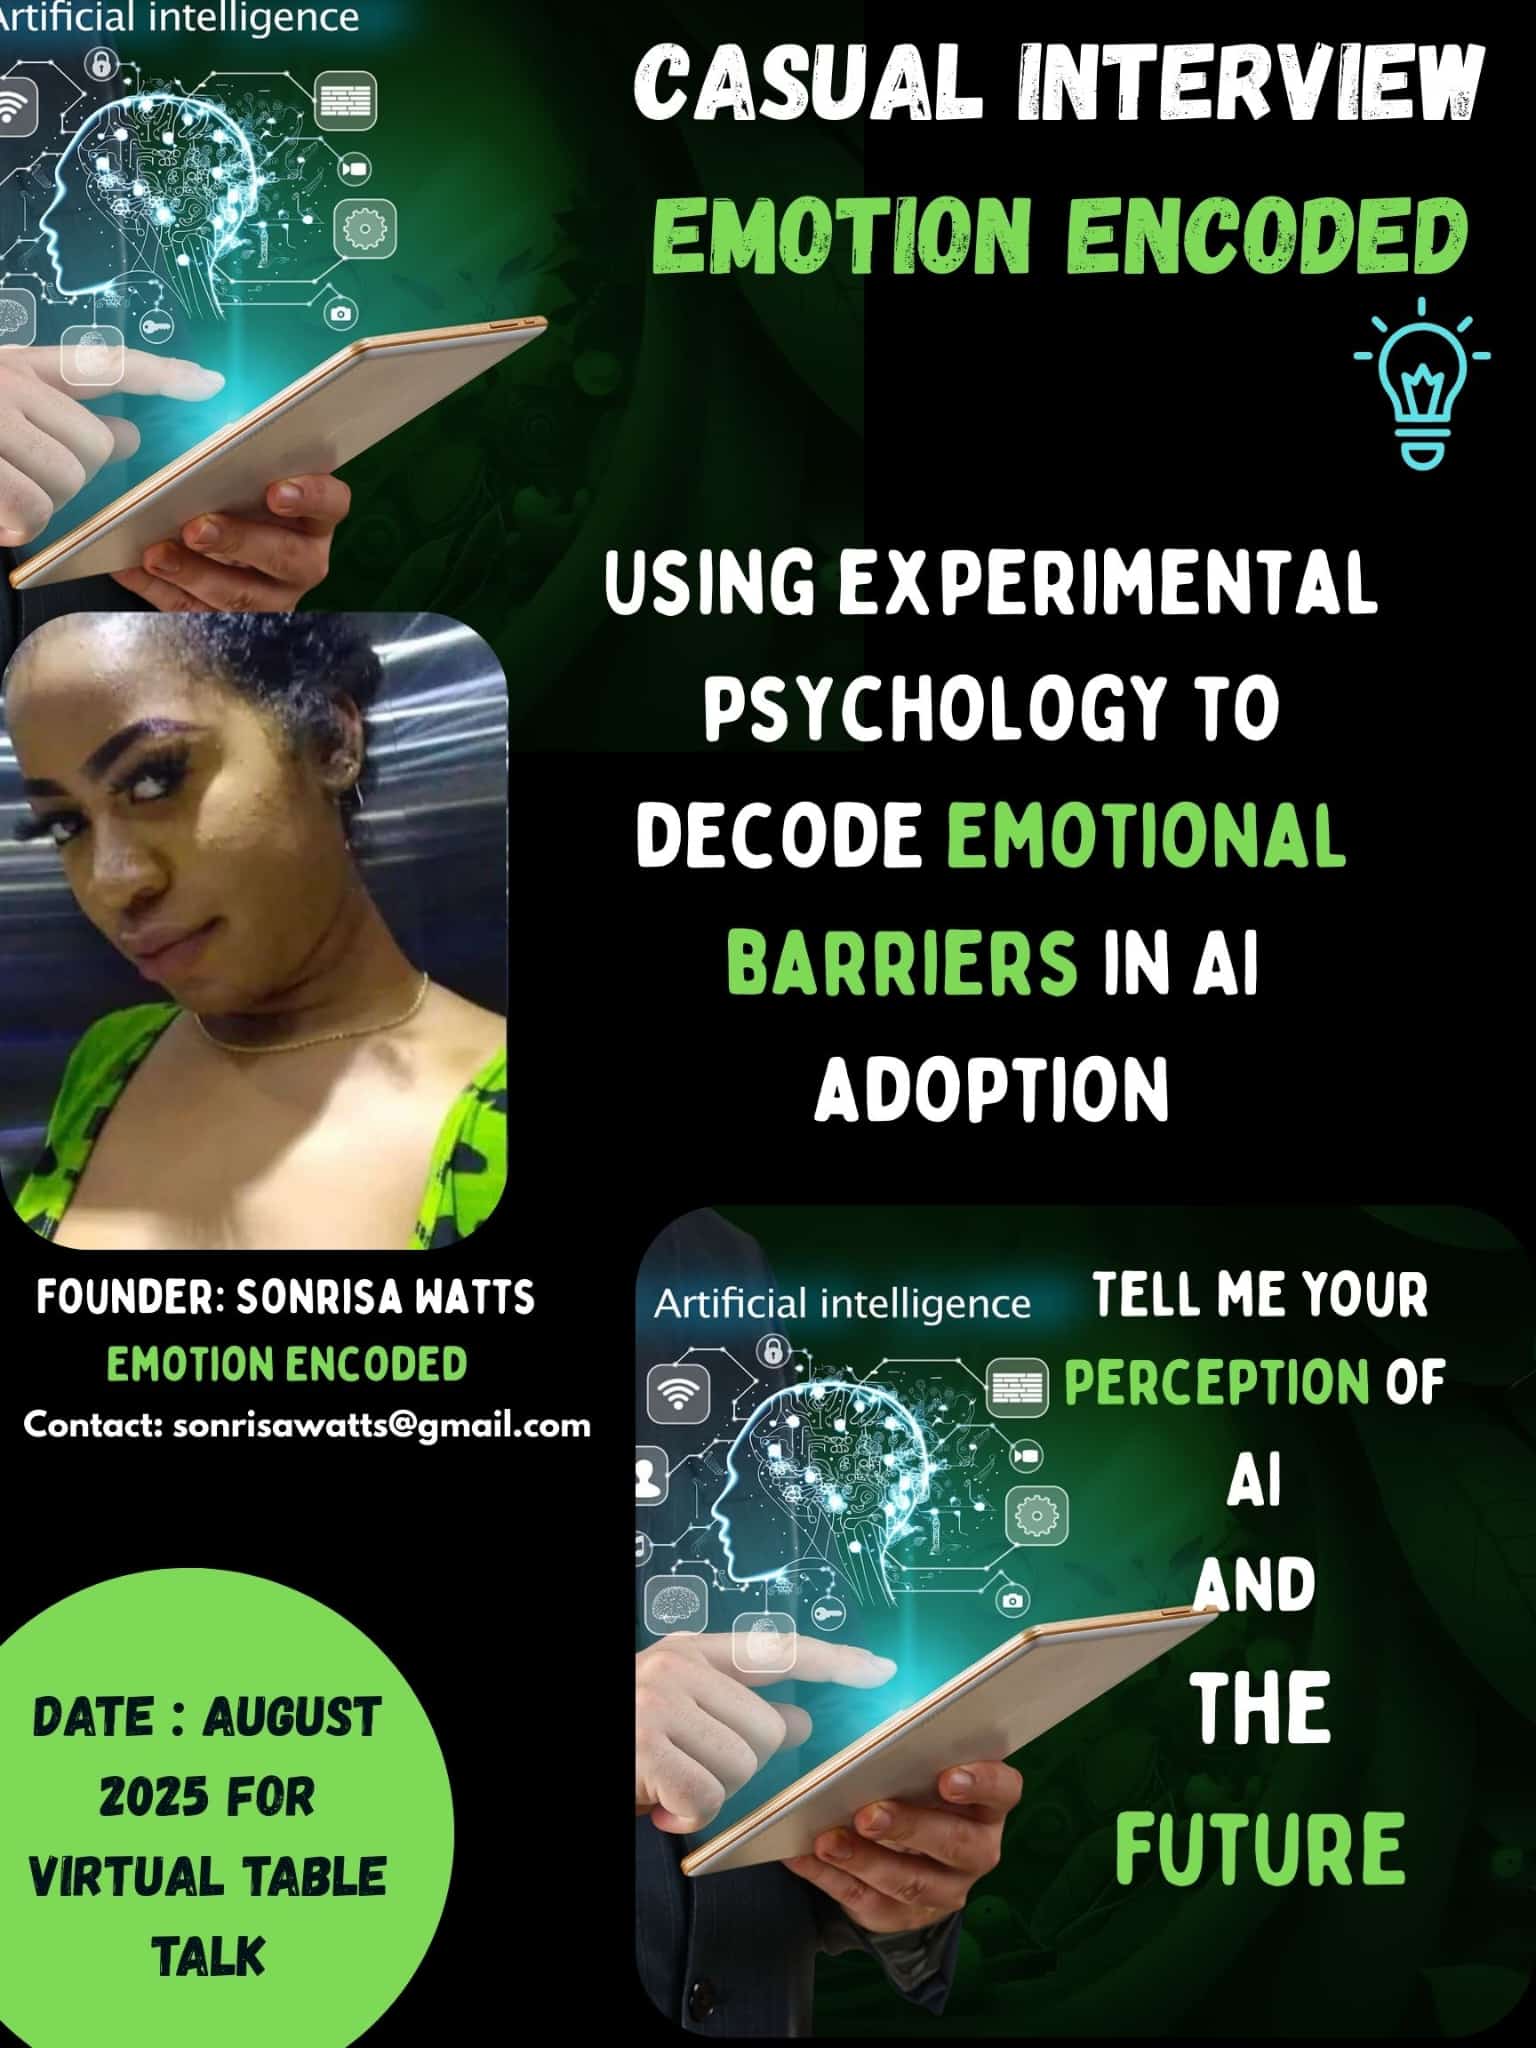 Artificial intelligence
CASUAL INTERVIEW
EMOTION ENCODED
USING EXPERIMENTAL
PSYCHOLOGY TO
DECODE EMOTIONAL
BARRIERS IN AI
ADOPTION
FOUNDER: SONRISA WATTS
EMOTION ENCODED
Contact: sonrisawatts@gmail.com
DATE : AUGUST
2025 FOR
VIRTUAL TABLE
TALK
Artificial intelligence
TELL ME YOUR
PERCEPTION OF
AI
AND
THE
FUTURE